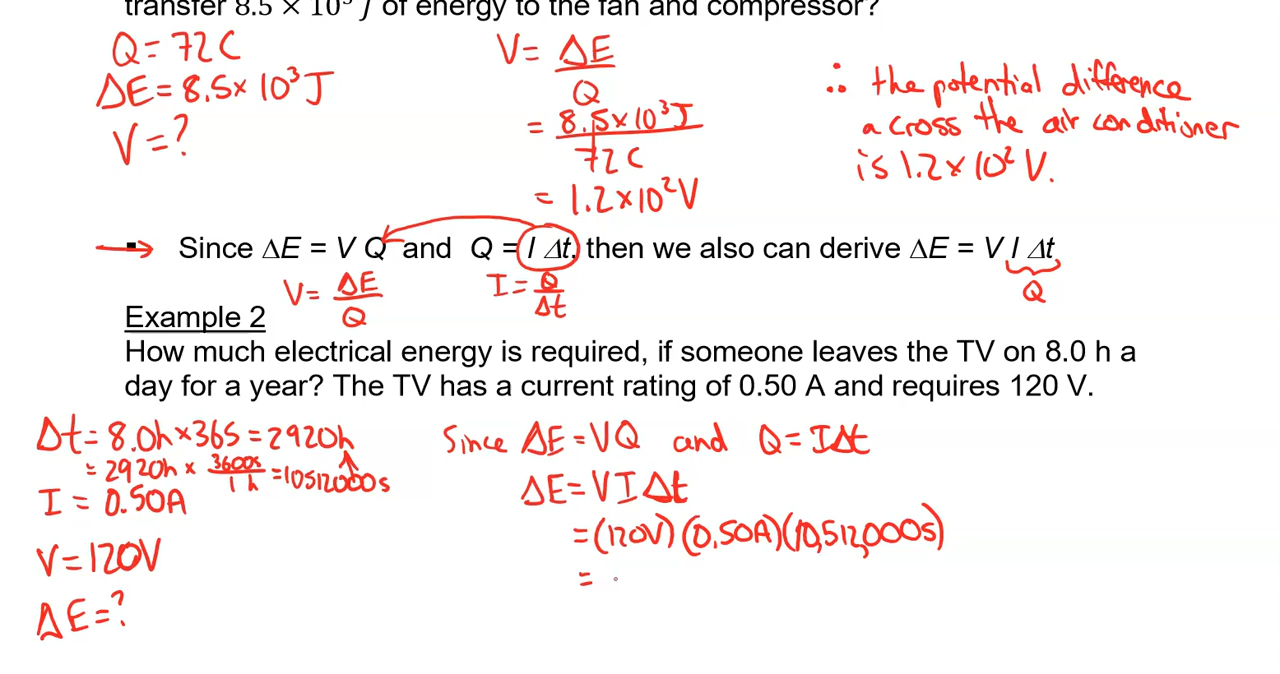 transfer 8.5 × 10³ J of energy to the fan and compressor?
Q = 72C
ΔE = 8.5 × 10³ J
V = ?
V = ΔE/Q
= 8.5 × 10³ J / 72C
= 1.2 × 10² V
∴ the potential difference
across the air conditioner
is 1.2 × 10² V.
→ Since ΔE = V Q and Q = I Δt, then we also can derive ΔE = V I Δt
V = ΔE/Q I = Q/Δt Q
Example 2
How much electrical energy is required, if someone leaves the TV on 8.0 h a
day for a year? The TV has a current rating of 0.50 A and requires 120 V.
Δt = 8.0h × 365 = 2920h
= 2920h × 3600s/1h = 10512000s
I = 0.50A
V = 120V
ΔE = ?
Since ΔE = VQ and Q = IΔt
ΔE = VIΔt
= (120V)(0.50A)(10,512,000s)
=